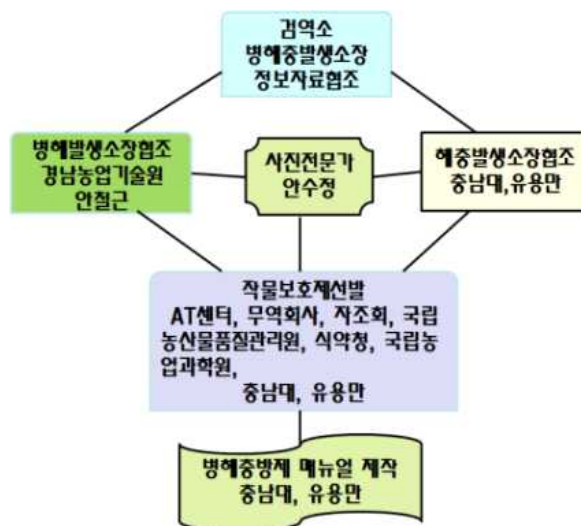 검역소
병해충발생소장
정보자료협조
병해발생소장협조
경남농업기술원
안철근
사진전문가
안수정
해충발생소장협조
충남대,유용만
작물보호제선발
AT센터, 무역회사, 자조회, 국립
농산물품질관리원, 식약청, 국립농
업과학원,
충남대, 유용만
병해충방제 매뉴얼 제작
충남대, 유용만